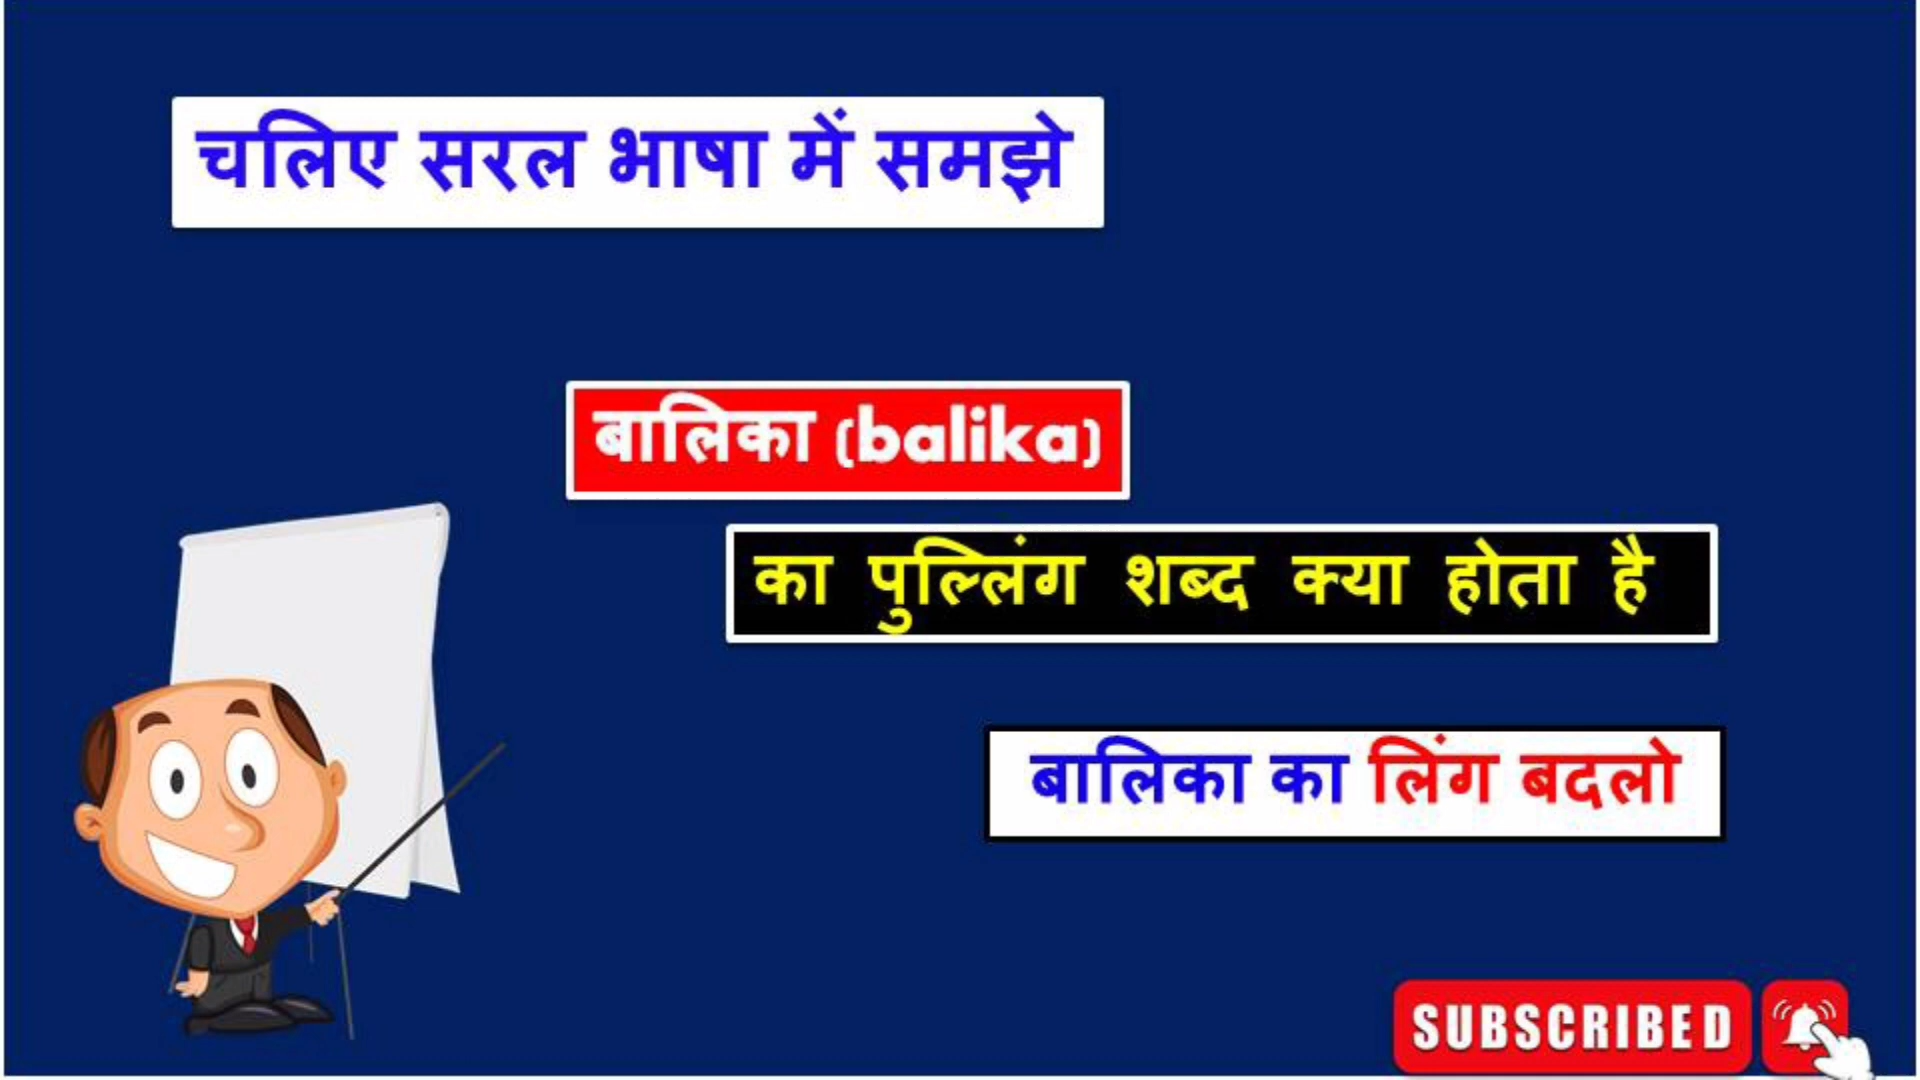 चलिए सरल भाषा में समझे
बालिका (balika)
का पुल्लिंग शब्द क्या होता है
बालिका का लिंग बदलो
SUBSCRIBED